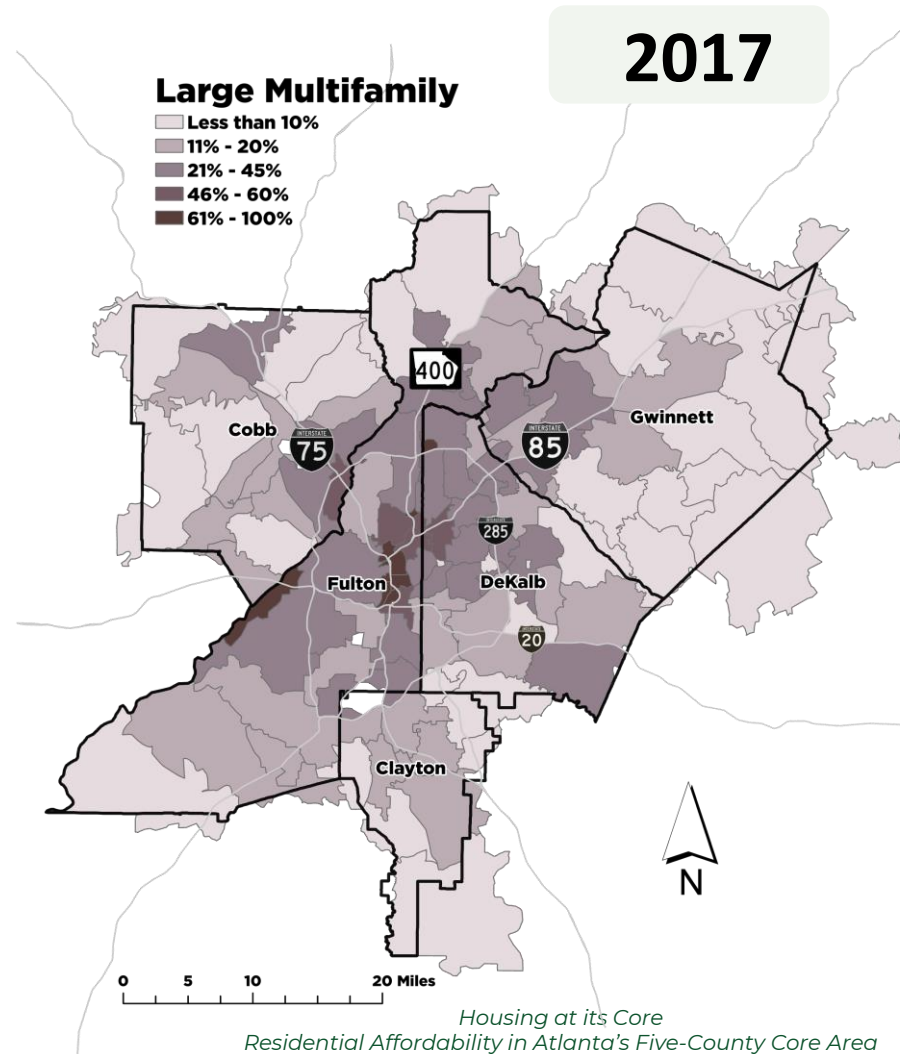 2017
Large Multifamily
Less than 10%
11% - 20%
21% - 45%
46% - 60%
61% - 100%
400
Cobb
INTERSTATE
75
INTERSTATE
85
Gwinnett
285
Fulton
DeKalb
20
Clayton
N
0 5 10 20 Miles
Housing at its Core
Residential Affordability in Atlanta's Five-County Core Area